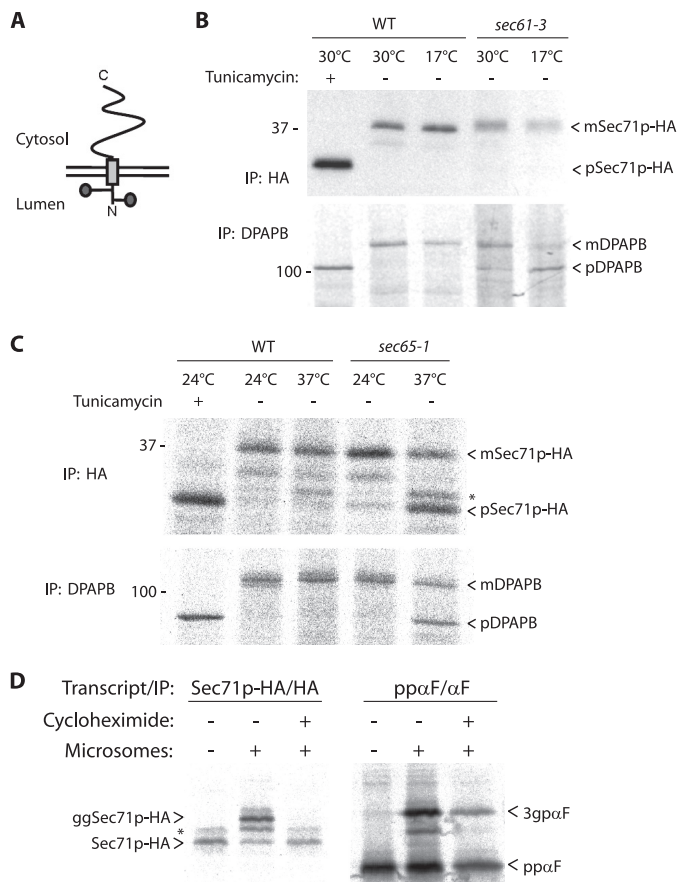 A
C
Cytosol
Lumen
N
B
WT
sec61-3
30°C 30°C 17°C 30°C 17°C
Tunicamycin: + - - - -
37 -
< mSec71p-HA
< pSec71p-HA
IP: HA
IP: DPAPB
< mDPAPB
100 -
< pDPAPB
C
WT
sec65-1
24°C 24°C 37°C 24°C 37°C
Tunicamycin + - - - -
37 -
< mSec71p-HA
IP: HA
*
< pSec71p-HA
IP: DPAPB
100 -
< mDPAPB
< pDPAPB
D
Transcript/IP: Sec71p-HA/HA ppαF/αF
Cycloheximide: - - + - - +
Microsomes: - + + - + +
ggSec71p-HA >
*
Sec71p-HA >
< 3gpαF
< ppαF